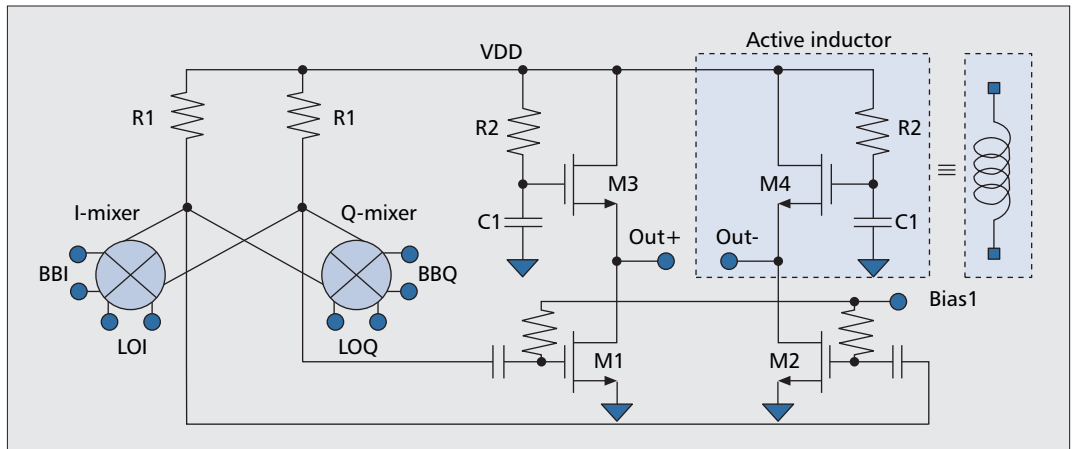 Active inductor
VDD
R1
R1
R2
R2
M3
M4
≡
I-mixer
Q-mixer
C1
C1
Out+
Out-
BBI
BBQ
Bias1
LOI
LOQ
M1
M2